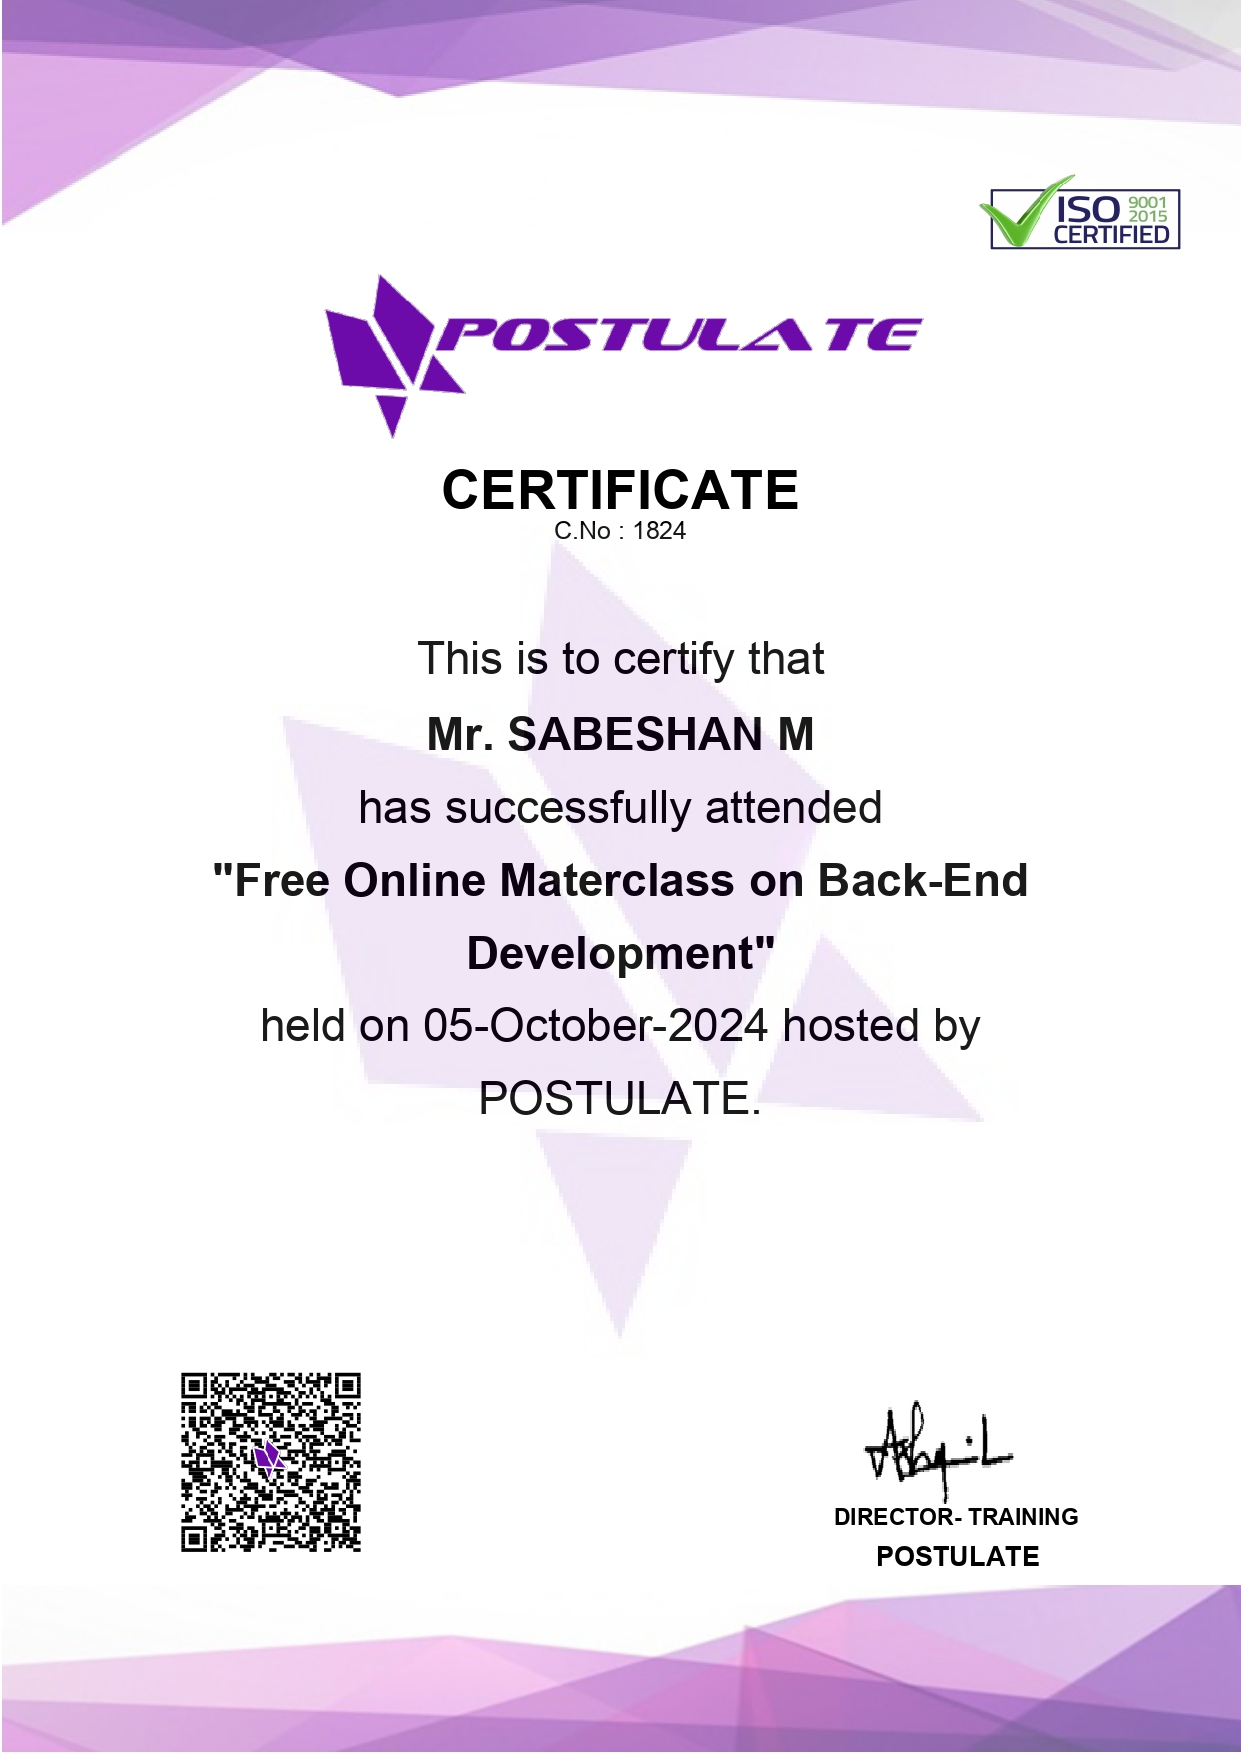 ISO 9001
2015
CERTIFIED
POSTULATE
CERTIFICATE
C.No : 1824
This is to certify that
Mr. SABESHAN M
has successfully attended
"Free Online Materclass on Back-End
Development"
held on 05-October-2024 hosted by
POSTULATE.
DIRECTOR- TRAINING
POSTULATE